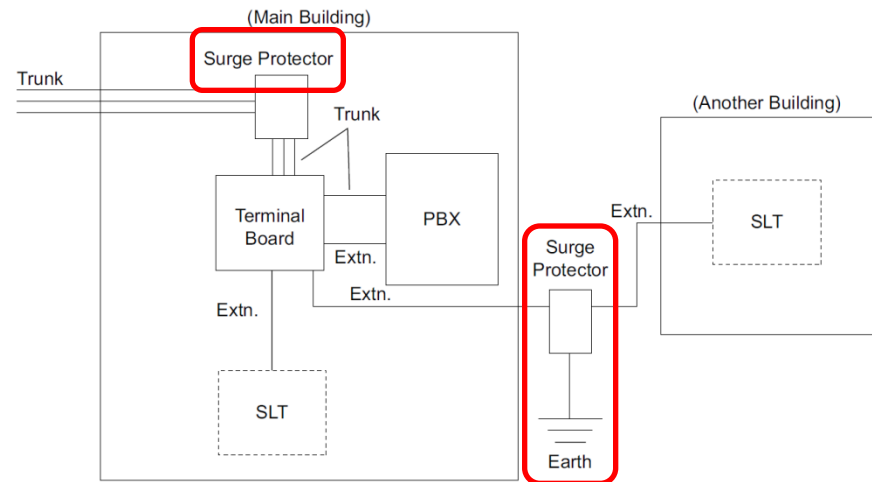 (Main Building)
Surge Protector
Trunk
Trunk
(Another Building)
Terminal
Board
PBX
Extn.
SLT
Surge
Protector
Extn.
Extn.
Extn.
SLT
Earth